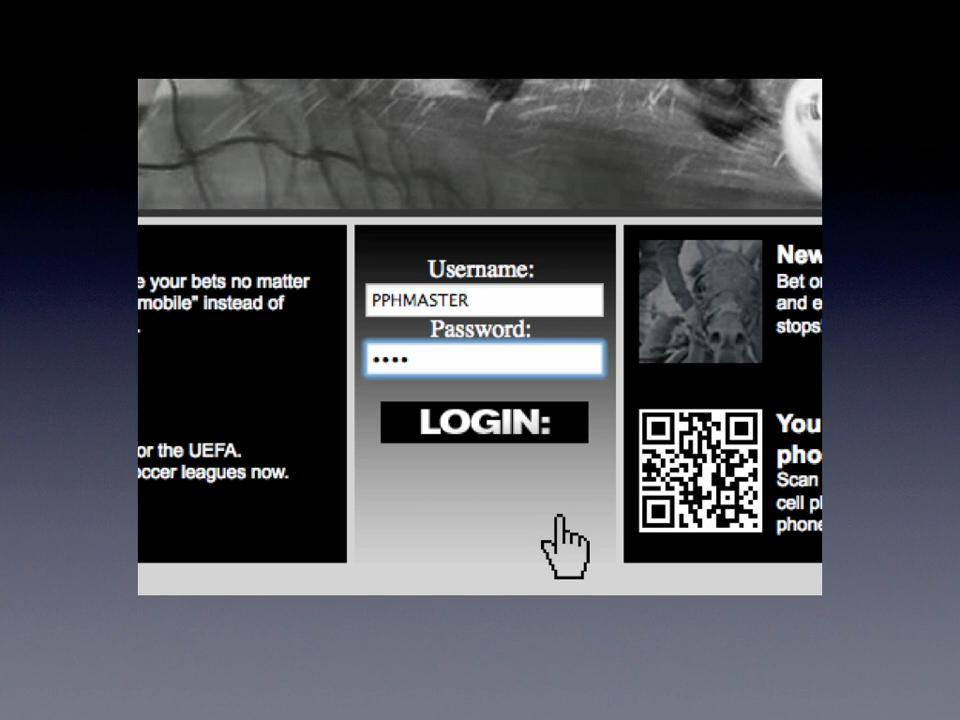 e your bets no matter
mobile" instead of
.
or the UEFA.
occer leagues now.
Username:
PPHMASTER
Password:
••••
LOGIN:
New
Bet o
and e
stops
You
pho
Scan
cell p
phone